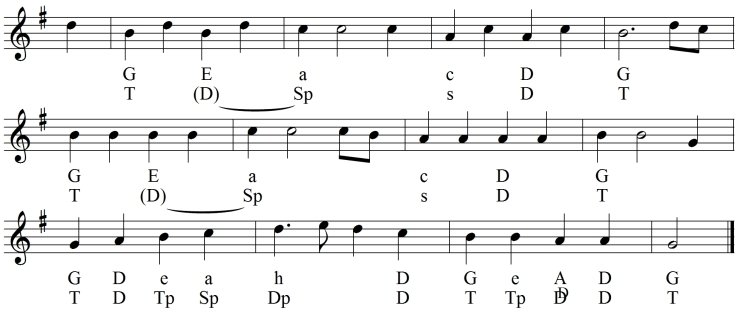 G E a c D G
T (D) Sp s D T
G E a c D G
T (D) Sp s D T
G D e a h D G e A D G
T D Tp Sp Dp D T Tp D D D T